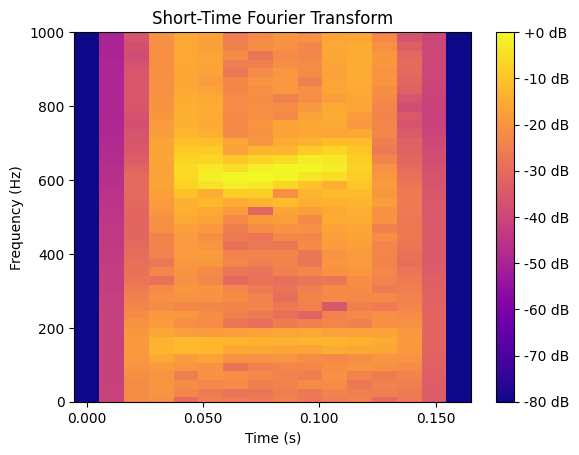 Short-Time Fourier Transform
1000
800
600
400
200
0
Frequency (Hz)
0.000
0.050
0.100
0.150
Time (s)
+0 dB
-10 dB
-20 dB
-30 dB
-40 dB
-50 dB
-60 dB
-70 dB
-80 dB